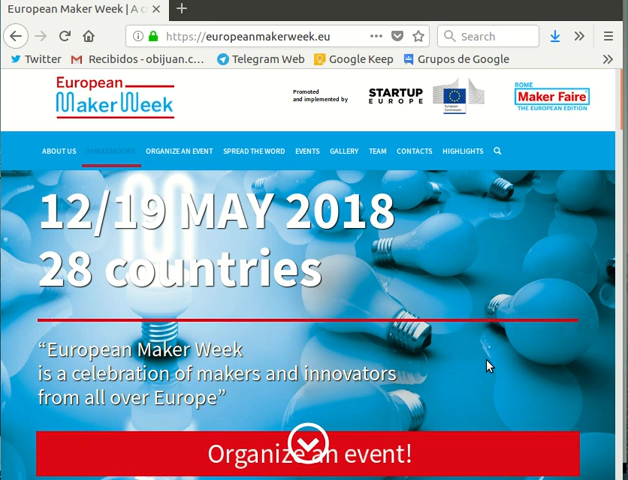 European Maker Week | A c
https://europeanmakerweek.eu
Search
Twitter
Recibidos - obijuan.c...
Telegram Web
Google Keep
Grupos de Google
European
MakerWeek
Promoted
and implemented by
STARTUP
EUROPE
ROME
Maker Faire
THE EUROPEAN EDITION
ABOUT US
AMBASSADORS
ORGANIZE AN EVENT
SPREAD THE WORD
EVENTS
GALLERY
TEAM
CONTACTS
HIGHLIGHTS
12/19 MAY 2018
28 countries
“European Maker Week
is a celebration of makers and innovators
from all over Europe”
Organize an event!